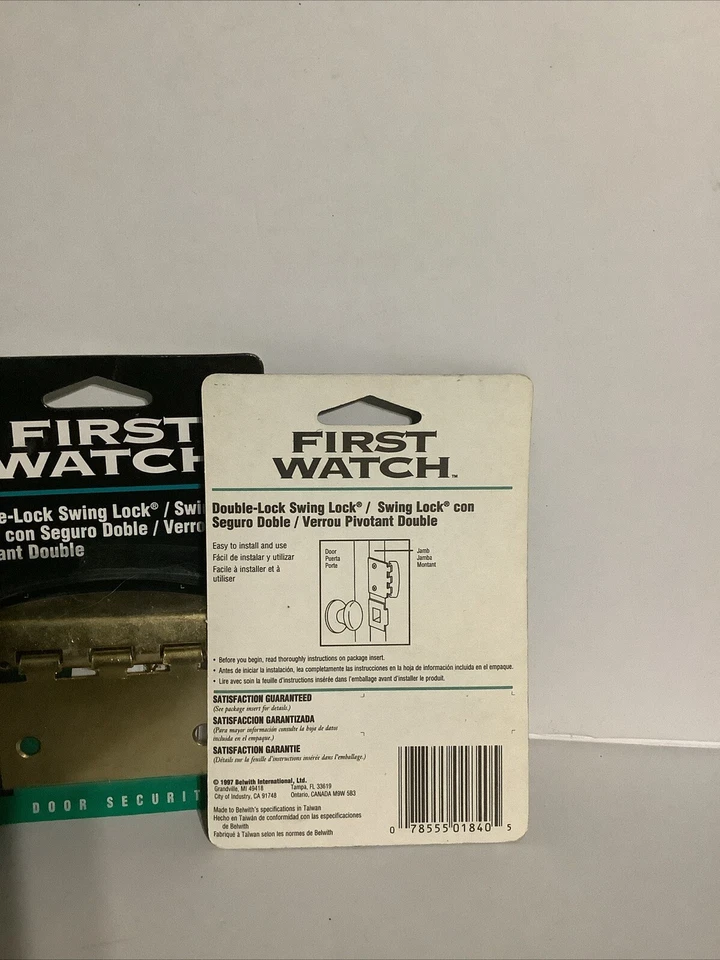 FIRST
WATCH
e-Lock Swing Lock® / Swi
con Seguro Doble / Verro
ant Double
DOOR SECURIT
FIRST
WATCH™
Double-Lock Swing Lock® / Swing Lock® con
Seguro Doble / Verrou Pivotant Double
Easy to install and use
Fácil de instalar y utilizar
Facile à installer et à
utiliser
Door
Puerta
Porte
Jamb
Jamba
Montant
• Before you begin, read thoroughly instructions on package insert.
• Antes de iniciar la instalación, lea completamente las instrucciones en la hoja de información incluida en el empaque.
• Lire avec soin la feuille d'instructions insérée dans l'emballage avant d'installer le produit.
SATISFACTION GUARANTEED
(See package insert for details.)
SATISFACCION GARANTIZADA
(Para mayor información consulte la hoja de datos
incluida en el empaque.)
SATISFACTION GARANTIE
(Détails sur la feuille d'instructions insérée dans l'emballage.)
© 1997 Belwith International, Ltd.
Grandville, MI 49418 Tampa, FL 33619
City of Industry, CA 91748 Ontario, CANADA M9W 5B3
Made to Belwith's specifications in Taiwan
Hecho en Taiwán de conformidad con las especificaciones
de Belwith
Fabriqué à Taïwan selon les normes de Belwith
0 78555 01840 5